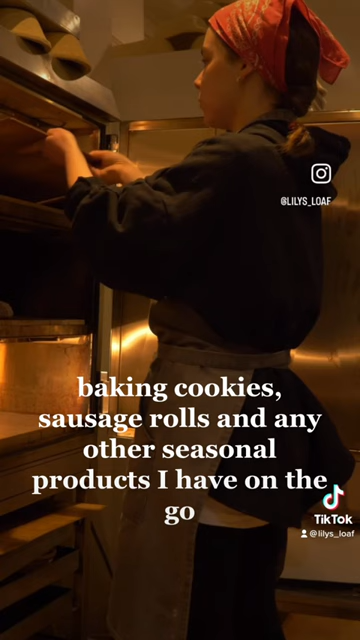 @LILYS_LOAF
baking cookies,
sausage rolls and any
other seasonal
products I have on the
go
TikTok
@lilys_loaf